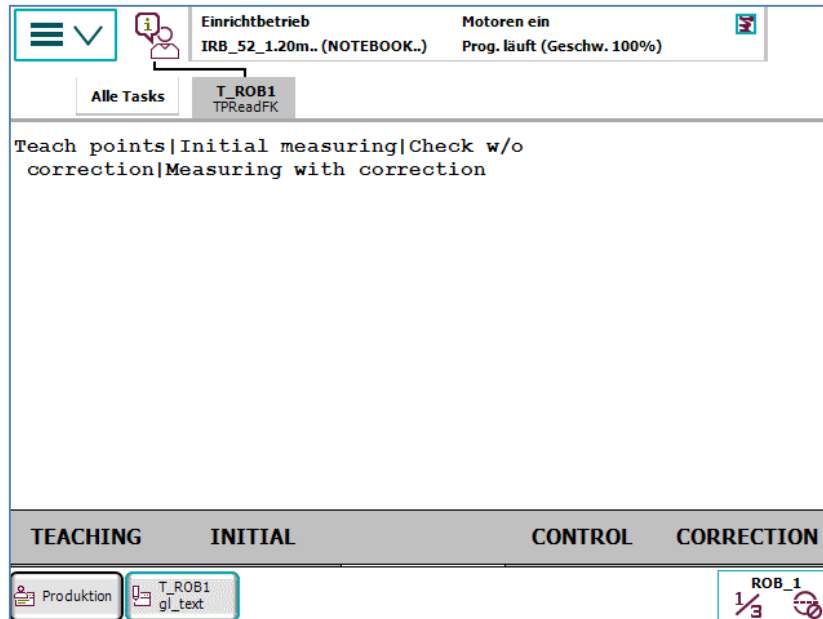 Einrichtbetrieb
Motoren ein
IRB_52_1.20m.. (NOTEBOOK..)
Prog. läuft (Geschw. 100%)
Alle Tasks
T_ROB1
TPReadFK
Teach points|Initial measuring|Check w/o
correction|Measuring with correction
TEACHING INITIAL CONTROL CORRECTION
Produktion
T_ROB1
gl_text
ROB_1
1/3